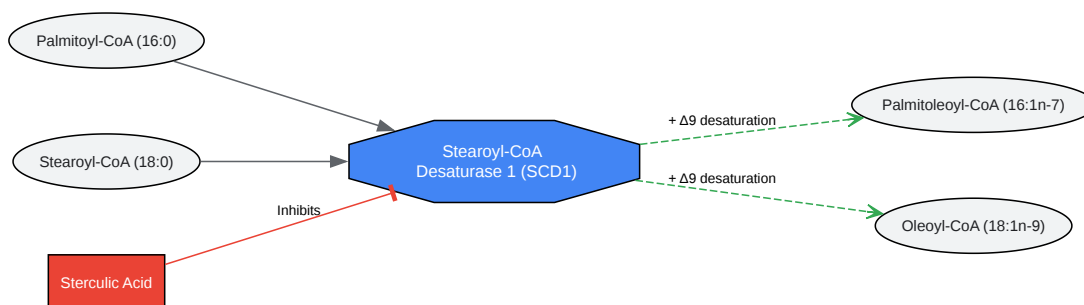 Palmitoyl-CoA (16:0)
Stearoyl-CoA (18:0)
Sterculic Acid
Inhibits
Stearoyl-CoA
Desaturase 1 (SCD1)
+ Δ9 desaturation
+ Δ9 desaturation
Palmitoleoyl-CoA (16:1n-7)
Oleoyl-CoA (18:1n-9)